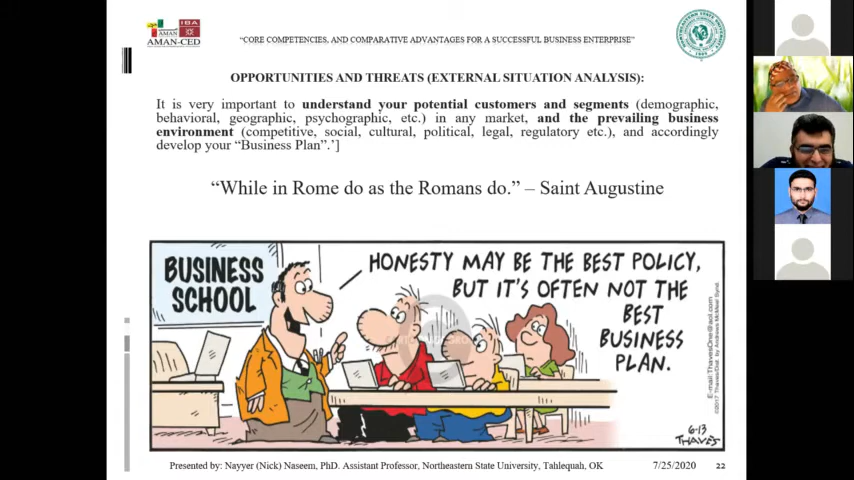 AMAN
IBA
AMAN-CED
“CORE COMPETENCIES, AND COMPARATIVE ADVANTAGES FOR A SUCCESSFUL BUSINESS ENTERPRISE”
OPPORTUNITIES AND THREATS (EXTERNAL SITUATION ANALYSIS):
It is very important to understand your potential customers and segments (demographic,
behavioral, geographic, psychographic, etc.) in any market, and the prevailing business
environment (competitive, social, cultural, political, legal, regulatory etc.), and accordingly
develop your “Business Plan”.’]
“While in Rome do as the Romans do.” – Saint Augustine
BUSINESS
SCHOOL
HONESTY MAY BE THE BEST POLICY,
BUT IT'S OFTEN NOT THE
BEST
BUSINESS
PLAN.
E-mail:ThavesOne@aol.com
6-13
THAVES
Presented by: Nayyer (Nick) Naseem, PhD. Assistant Professor, Northeastern State University, Tahlequah, OK
7/25/2020
22